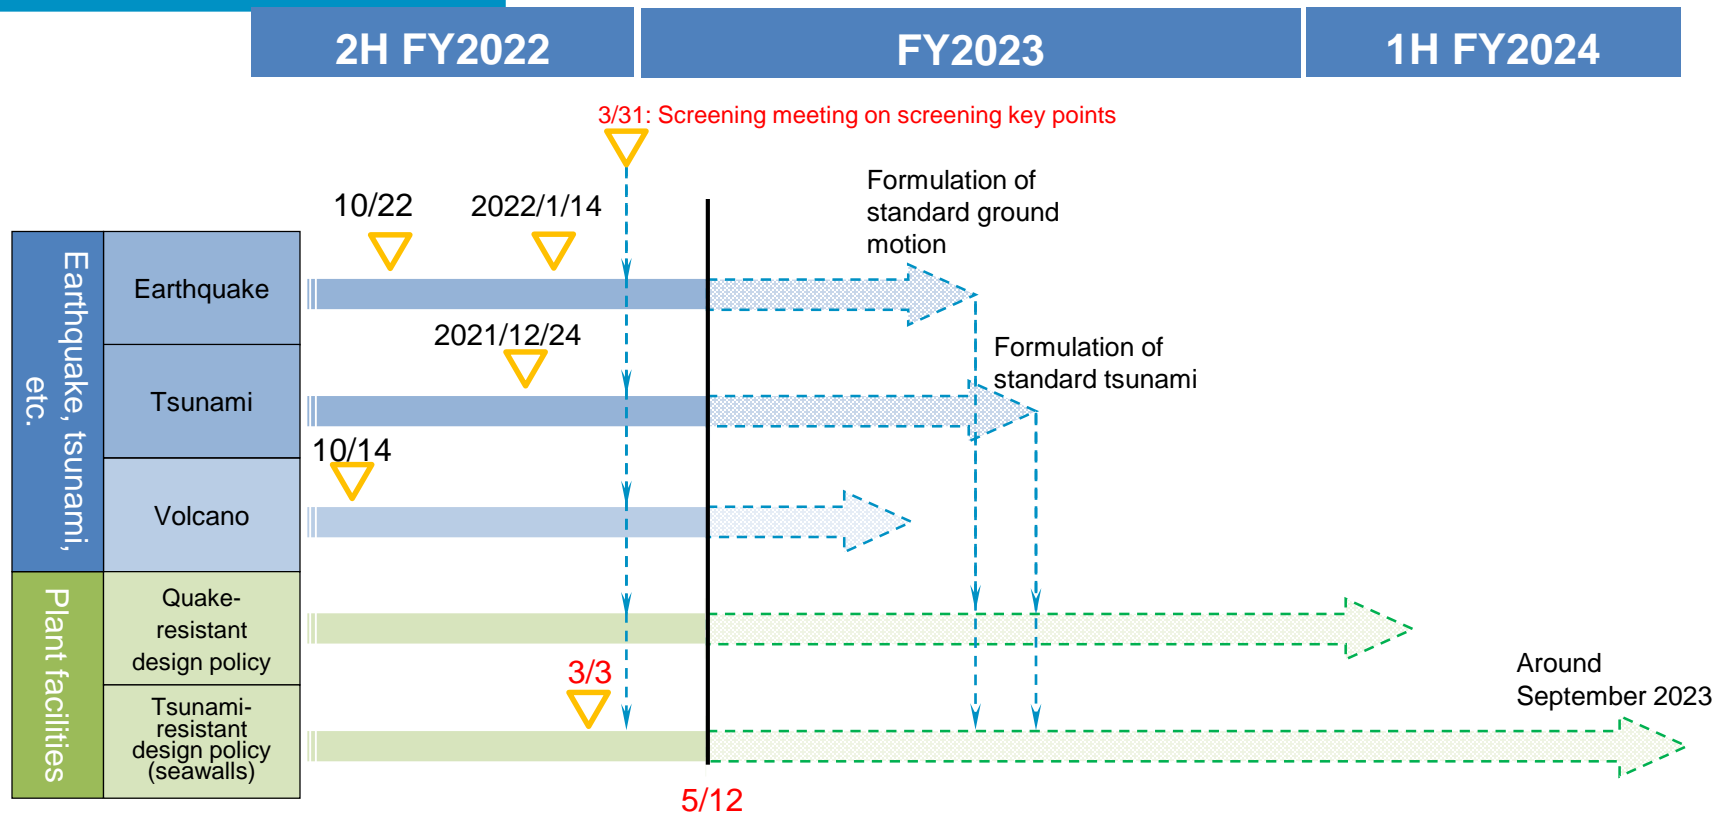 2H FY2022
FY2023
1H FY2024
3/31: Screening meeting on screening key points
Formulation of
standard ground
motion
10/22
2022/1/14
Earthquake, tsunami,
etc.
Earthquake
2021/12/24
Formulation of
standard tsunami
Tsunami
10/14
Volcano
Plant facilities
Quake-
resistant
design policy
3/3
Around
September 2023
Tsunami-
resistant
design policy
(seawalls)
5/12